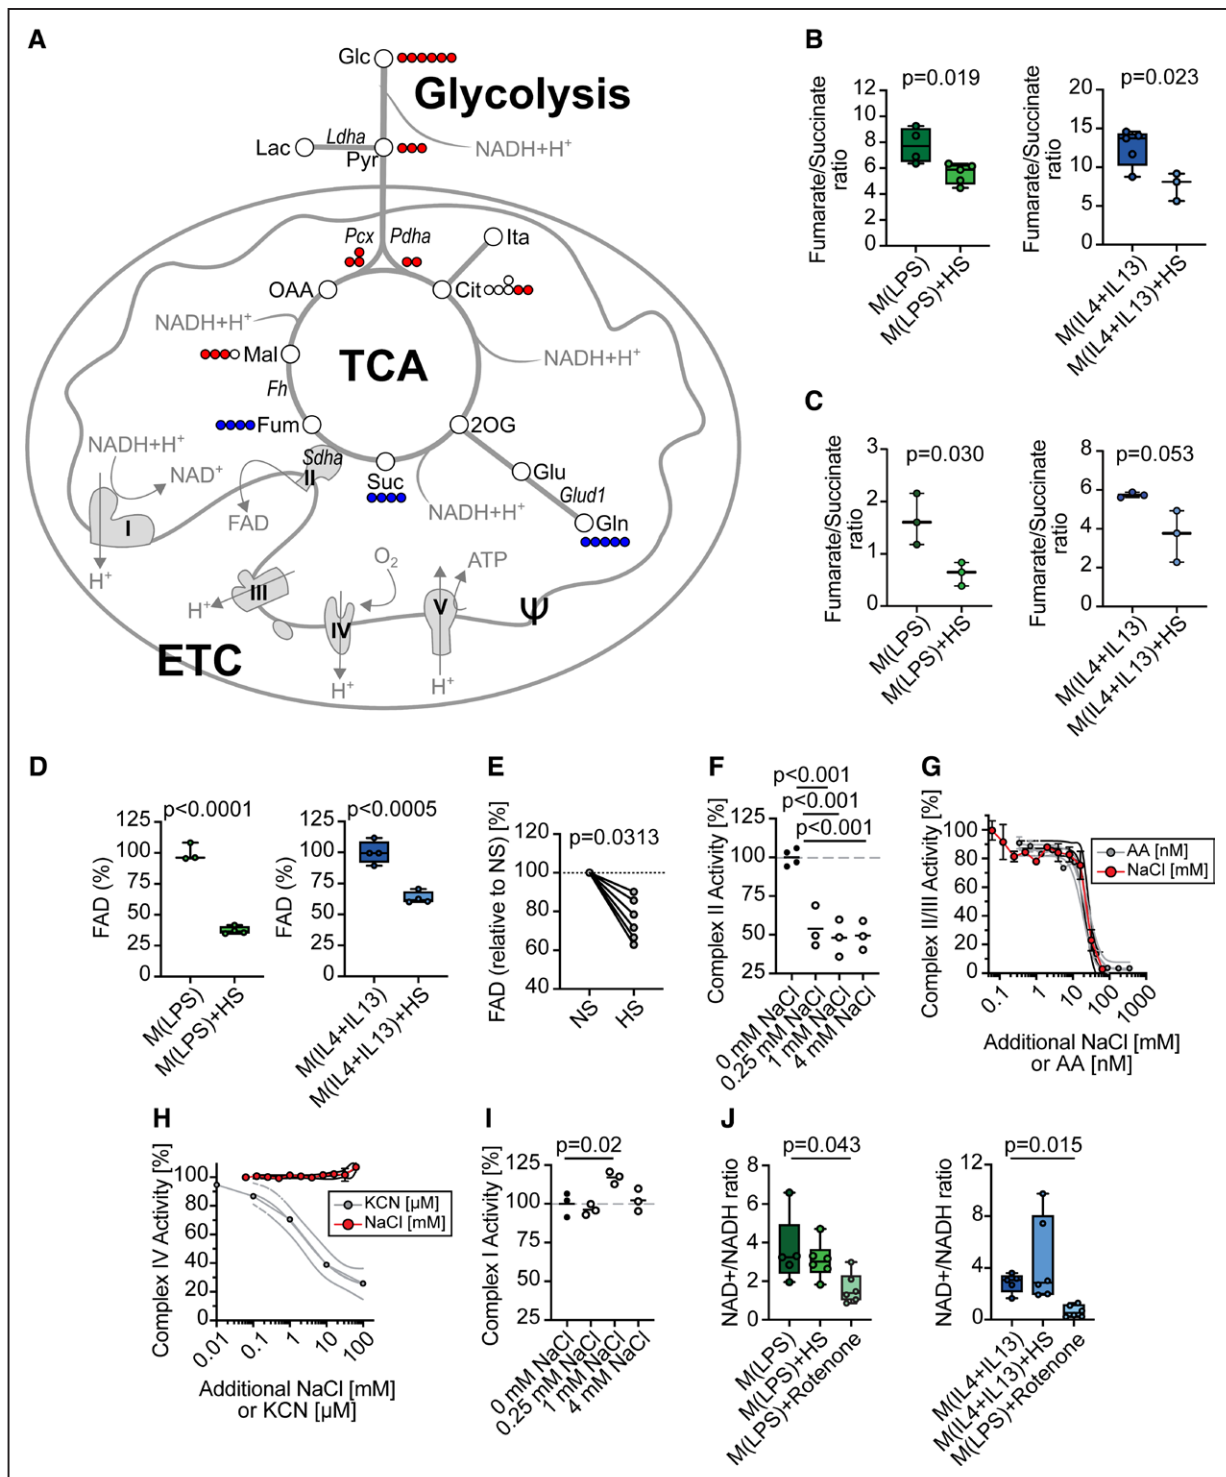 A
Glc
Glycolysis
Ldha
Lac
Pyr
NADH+H+
Pcx
Pdha
Ita
OAA
Cit
NADH+H+
NADH+H+
Mal
TCA
Fh
Fum
2OG
NADH+H+
NAD+
Sdha
II
Suc
Glu
Glud1
FAD
NADH+H+
Gln
I
H+
O2
ATP
III
H+
IV
V
Ψ
ETC
H+
H+
B
p=0.019
12
10
8
6
4
2
0
Fumarate/Succinate
ratio
M(LPS)
M(LPS)+HS
p=0.023
20
15
10
5
0
Fumarate/Succinate
ratio
M(IL4+IL13)
M(IL4+IL13)+HS
C
p=0.030
3
2
1
0
Fumarate/Succinate
ratio
M(LPS)
M(LPS)+HS
p=0.053
8
6
4
2
0
Fumarate/Succinate
ratio
M(IL4+IL13)
M(IL4+IL13)+HS
D
p<0.0001
125
100
75
50
25
0
FAD (%)
M(LPS)
M(LPS)+HS
p<0.0005
125
100
75
50
25
0
FAD (%)
M(IL4+IL13)
M(IL4+IL13)+HS
E
p=0.0313
120
100
80
60
40
FAD (relative to NS) [%]
NS
HS
F
p<0.001
p<0.001
p<0.001
125
100
75
50
25
Complex II Activity [%]
0 mM NaCl
0.25 mM NaCl
1 mM NaCl
4 mM NaCl
G
100
80
60
40
20
0
Complex II/III Activity [%]
AA [nM]
NaCl [mM]
0.1
1
10
100
1000
Additional NaCl [mM]
or AA [nM]
H
100
80
60
40
20
0
Complex IV Activity [%]
KCN [µM]
NaCl [mM]
0.01
0.1
1
10
100
Additional NaCl [mM]
or KCN [µM]
I
p=0.02
125
100
75
50
25
Complex I Activity [%]
0 mM NaCl
0.25 mM NaCl
1 mM NaCl
4 mM NaCl
J
p=0.043
8
6
4
2
0
NAD+/NADH ratio
M(LPS)
M(LPS)+HS
M(LPS)+Rotenone
p=0.015
12
8
4
0
NAD+/NADH ratio
M(IL4+IL13)
M(IL4+IL13)+HS
M(LPS)+Rotenone